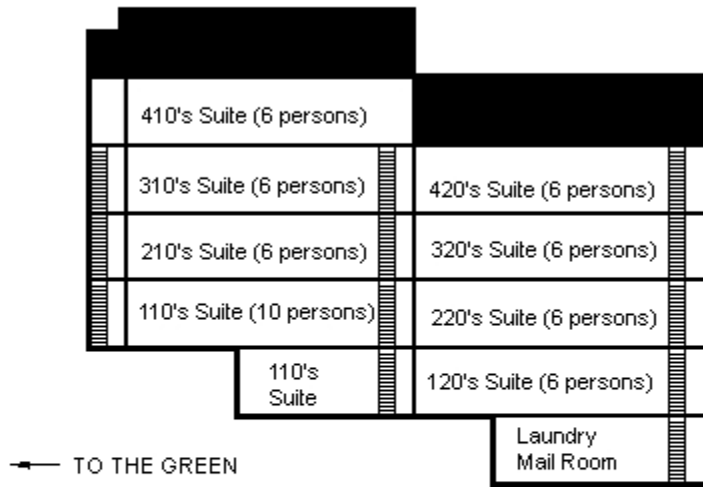 410's Suite (6 persons)
310's Suite (6 persons)
420's Suite (6 persons)
210's Suite (6 persons)
320's Suite (6 persons)
110's Suite (10 persons)
220's Suite (6 persons)
110's
Suite
120's Suite (6 persons)
Laundry
Mail Room
TO THE GREEN